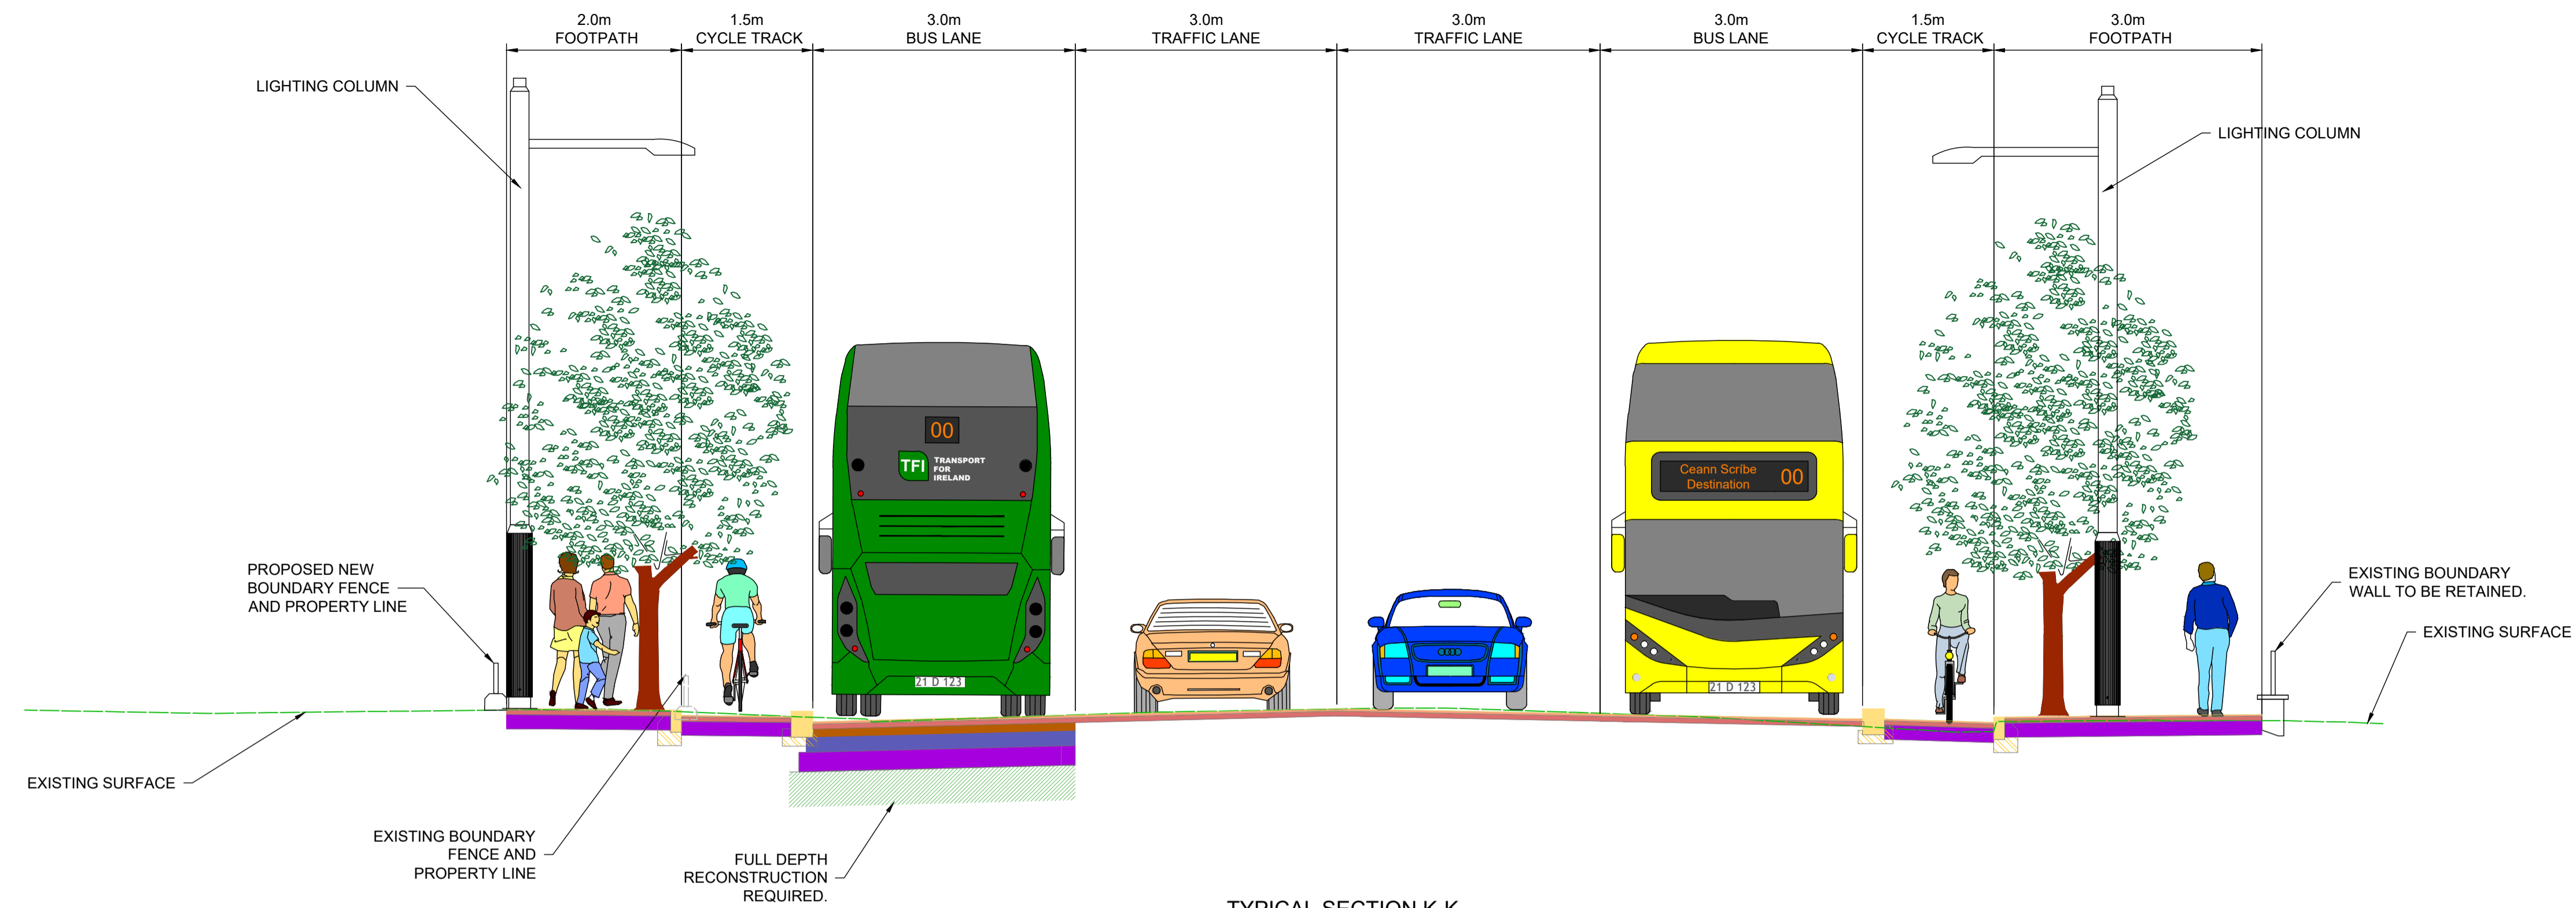 2.0m
FOOTPATH
1.5m
CYCLE TRACK
3.0m
BUS LANE
3.0m
TRAFFIC LANE
3.0m
TRAFFIC LANE
3.0m
BUS LANE
1.5m
CYCLE TRACK
3.0m
FOOTPATH
LIGHTING COLUMN
LIGHTING COLUMN
00
TFI
TRANSPORT
FOR
IRELAND
Ceann Scríbe
Destination
00
PROPOSED NEW
BOUNDARY FENCE
AND PROPERTY LINE
EXISTING BOUNDARY
WALL TO BE RETAINED.
EXISTING SURFACE
21 D 123
21 D 123
EXISTING SURFACE
EXISTING BOUNDARY
FENCE AND
PROPERTY LINE
FULL DEPTH
RECONSTRUCTION
REQUIRED.
TYPICAL SECTION K-K